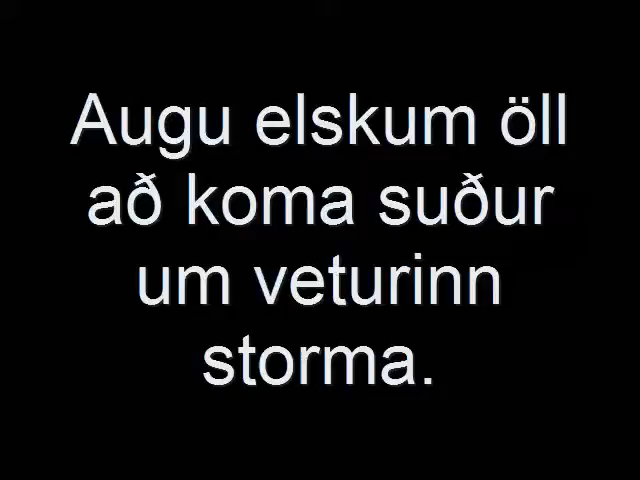 Augu elskum öll
að koma suður
um veturinn
storma.